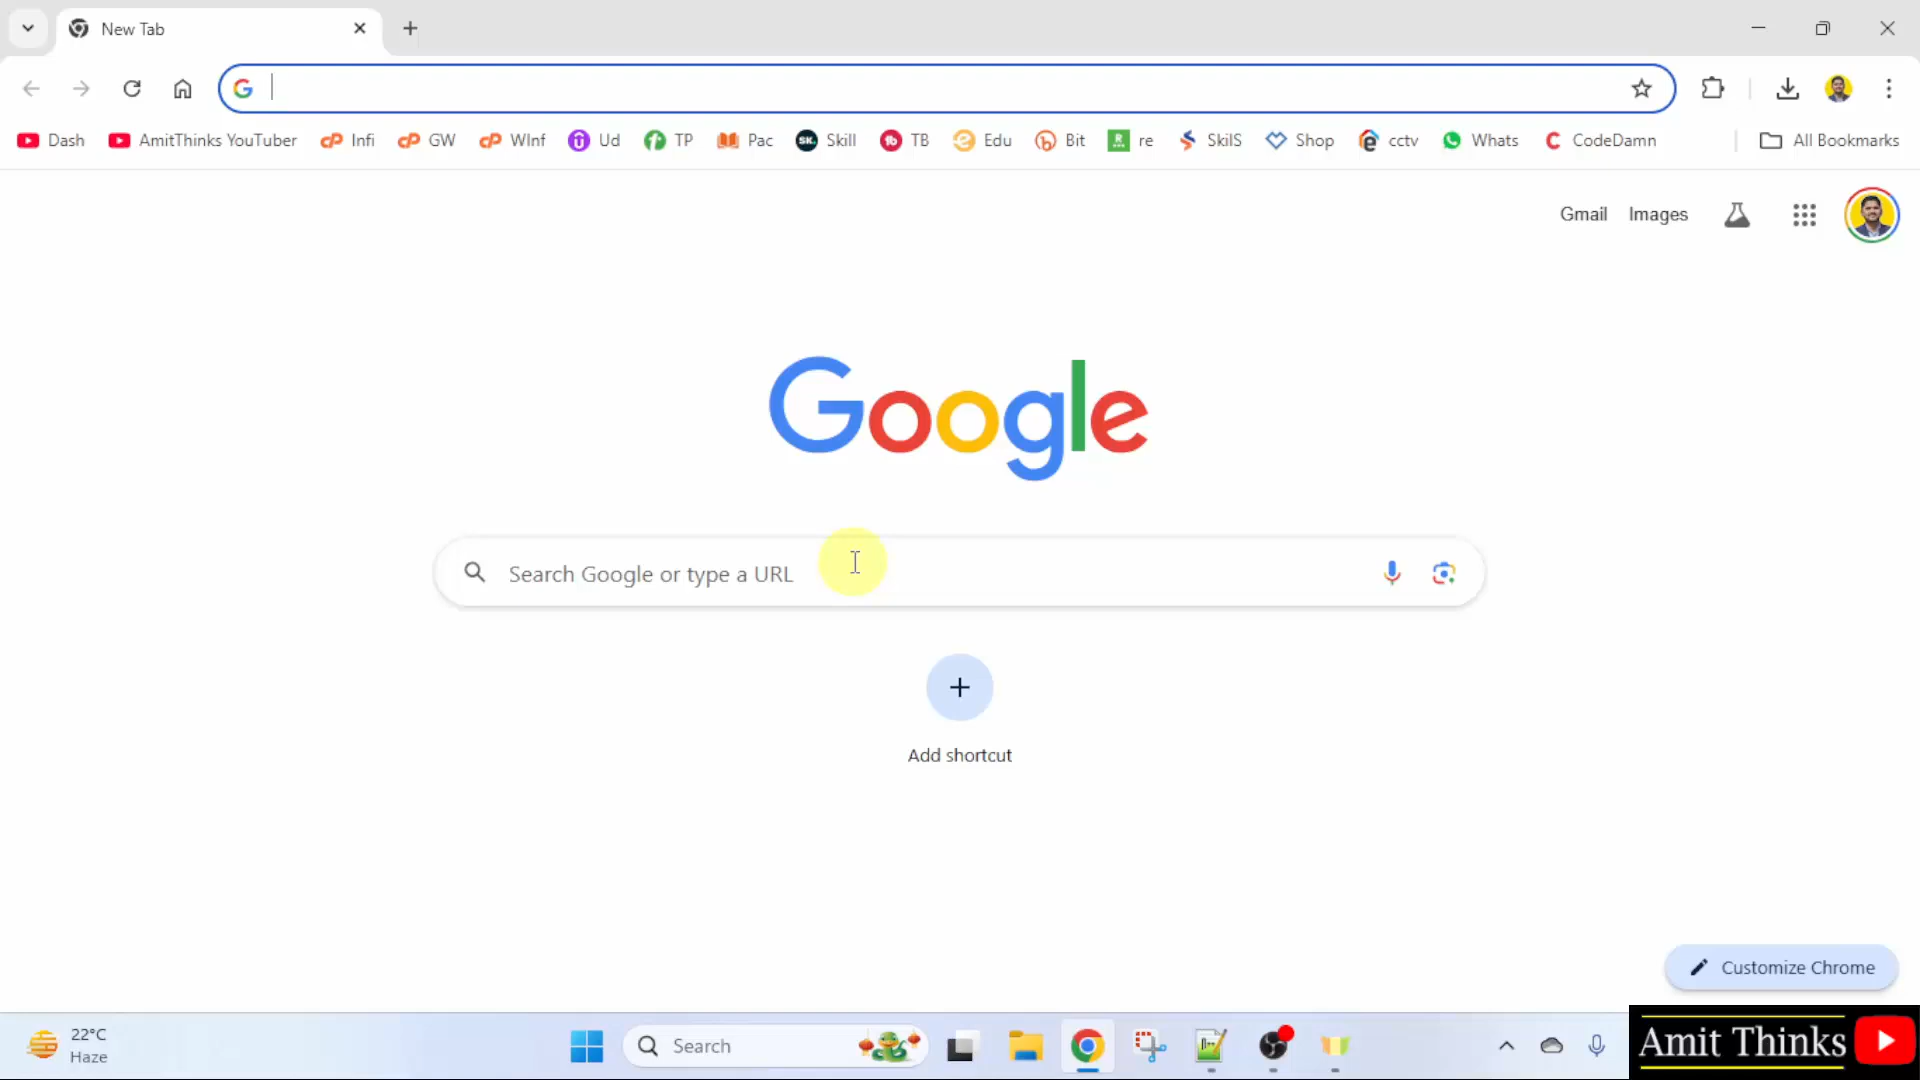 New Tab
Dash AmitThinks YouTuber Infi GW WInf Ud TP Pac Skill TB Edu Bit re SkilS Shop cctv Whats CodeDamn All Bookmarks
Gmail Images
Google
Search Google or type a URL
Add shortcut
Customize Chrome
22°C
Haze
Search
Amit Thinks